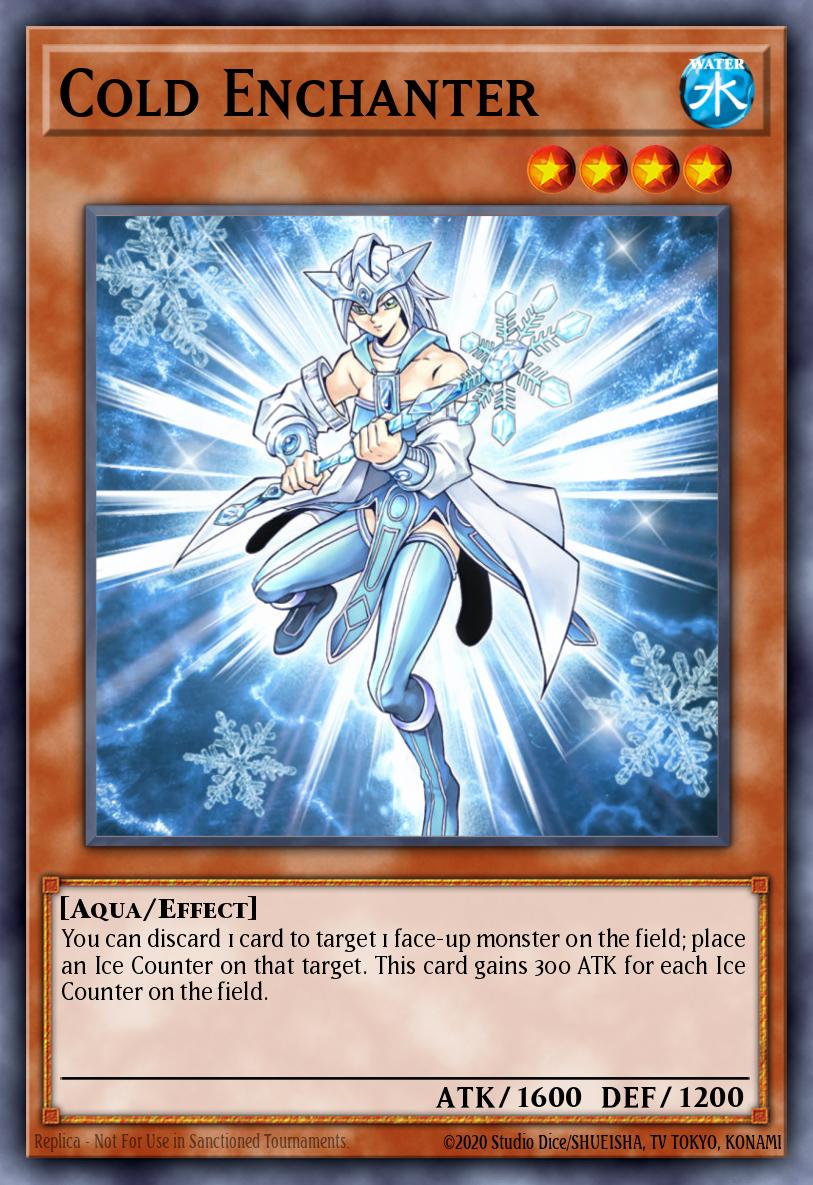 Cold Enchanter
WATER
水
[Aqua/Effect]
You can discard 1 card to target 1 face-up monster on the field; place
an Ice Counter on that target. This card gains 300 ATK for each Ice
Counter on the field.
ATK/1600 DEF/1200
Replica - Not For Use in Sanctioned Tournaments.
©2020 Studio Dice/SHUEISHA, TV TOKYO, KONAMI